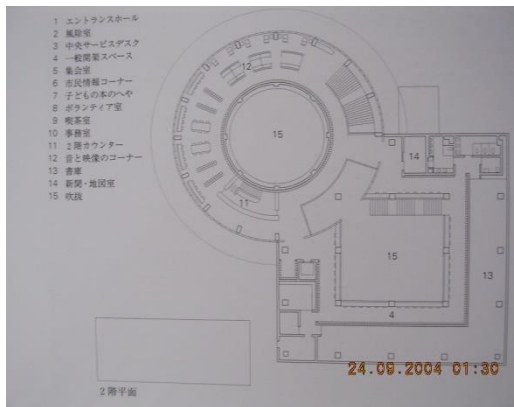 1 エントランスホール
2 風除室
3 中央サービスデスク
4 一般開架スペース
5 集会室
6 市民情報コーナー
7 子どもの本のへや
8 ボランティア室
9 喫茶室
10 事務室
11 2階カウンター
12 音と映像のコーナー
13 書庫
14 新聞・地図室
15 吹抜
12
15
14
11
15
13
4
24.09.2004 01:30
2階平面